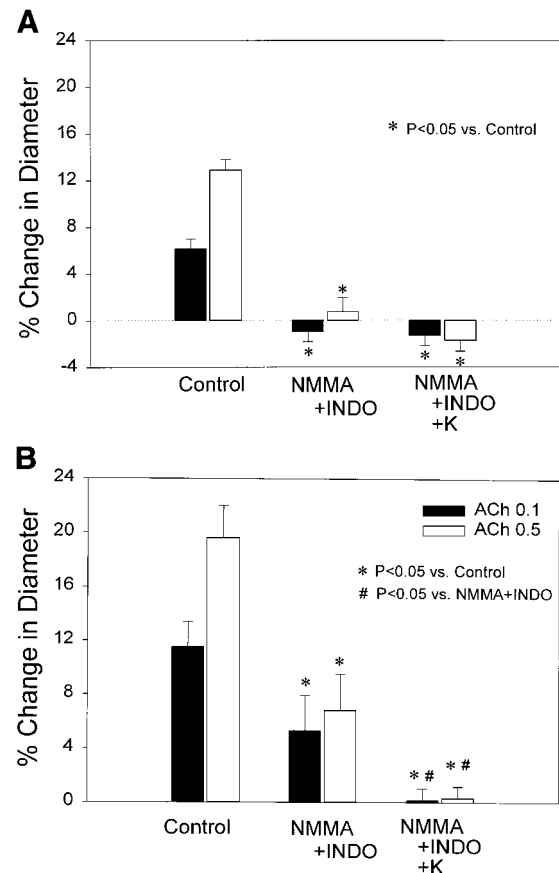 A
24
20
16
12
8
4
0
-4
% Change in Diameter
* P<0.05 vs. Control
*
*
*
*
Control
NMMA
+INDO
NMMA
+INDO
+K
B
24
20
16
12
8
4
0
% Change in Diameter
ACh 0.1
ACh 0.5
* P<0.05 vs. Control
# P<0.05 vs. NMMA+INDO
* *
*# *#
Control
NMMA
+INDO
NMMA
+INDO
+K